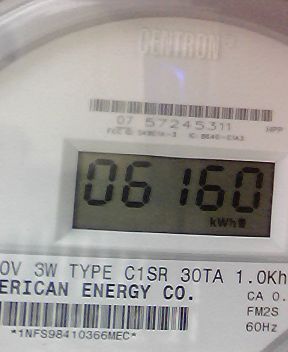 CENTRON
07 57245311
HPP
06160
kWh
0V 3W TYPE C1SR 30TA 1.0Kh
ERICAN ENERGY CO.
CA 0.
FM2S
60Hz
*1NFS98410366MEC*